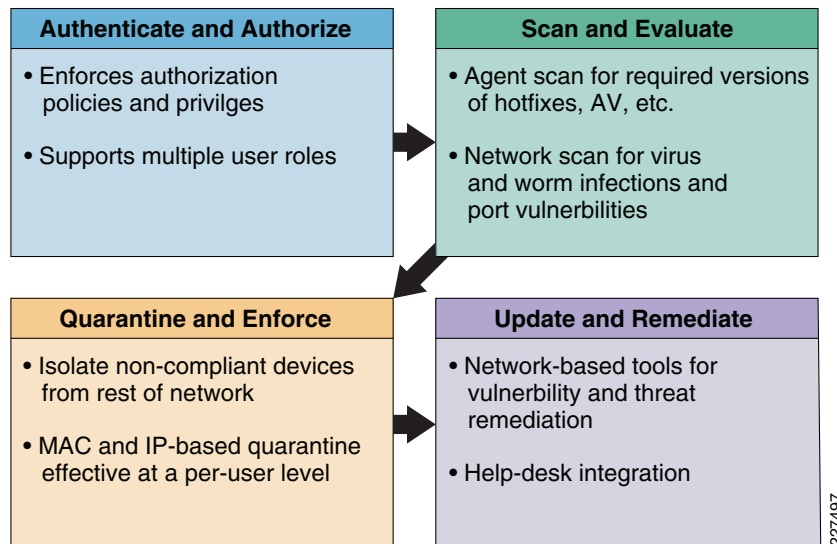 Authenticate and Authorize
• Enforces authorization
policies and privilges
• Supports multiple user roles
Scan and Evaluate
• Agent scan for required versions
of hotfixes, AV, etc.
• Network scan for virus
and worm infections and
port vulnerbilities
Quarantine and Enforce
• Isolate non-compliant devices
from rest of network
• MAC and IP-based quarantine
effective at a per-user level
Update and Remediate
• Network-based tools for
vulnerbility and threat
remediation
• Help-desk integration
227497